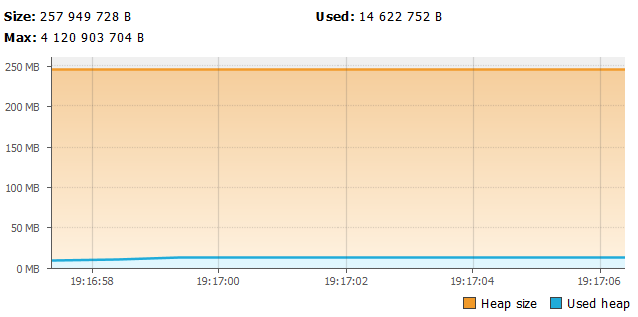 Size: 257 949 728 B Used: 14 622 752 B
Max: 4 120 903 704 B
250 MB
200 MB
150 MB
100 MB
50 MB
0 MB
19:16:58 19:17:00 19:17:02 19:17:04 19:17:06
Heap size Used heap